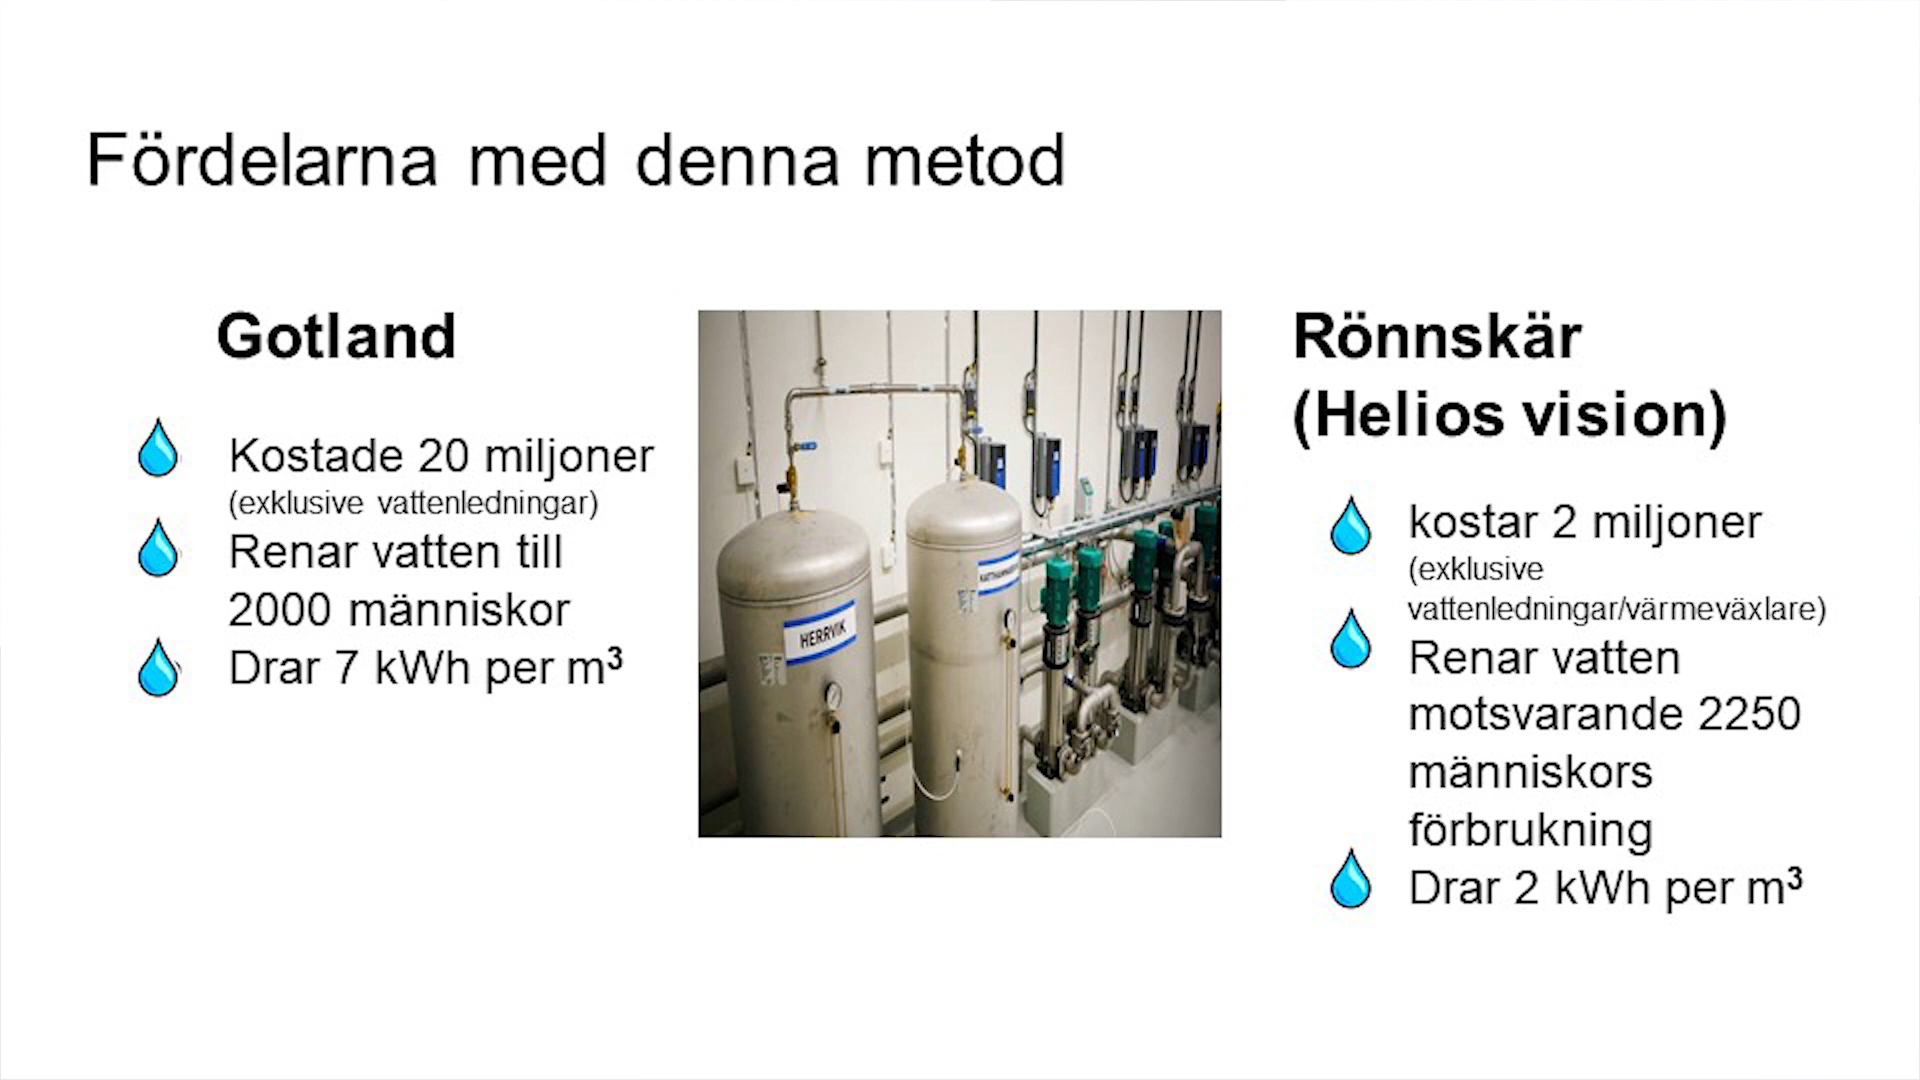 Fördelarna med denna metod
Gotland
Kostade 20 miljoner
(exklusive vattenledningar)
Renar vatten till
2000 människor
Drar 7 kWh per m³
HERRVIK
Rönnskär
(Helios vision)
kostar 2 miljoner
(exklusive
vattenledningar/värmeväxlare)
Renar vatten
motsvarande 2250
människors
förbrukning
Drar 2 kWh per m³